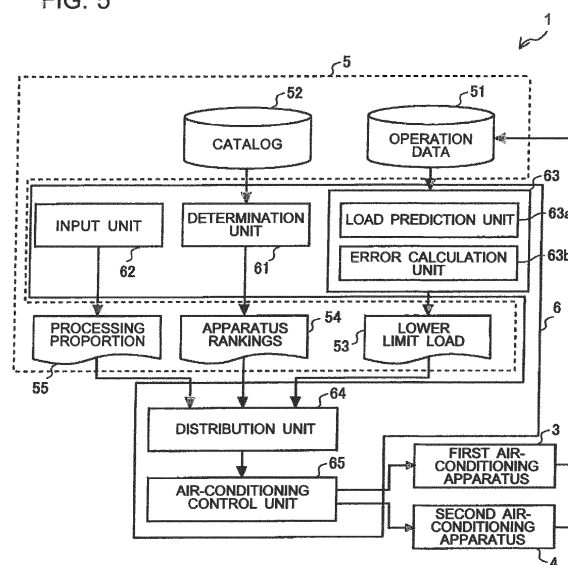 FIG. 5
1
5
52
51
CATALOG
OPERATION
DATA
63
INPUT UNIT
DETERMINATION
UNIT
LOAD PREDICTION UNIT
63a
62
61
ERROR CALCULATION
UNIT
63b
PROCESSING
PROPORTION
APPARATUS
RANKINGS
54
53
LOWER
LIMIT LOAD
6
55
64
DISTRIBUTION UNIT
65
AIR-CONDITIONING
CONTROL UNIT
3
FIRST AIR-
CONDITIONING
APPARATUS
SECOND AIR-
CONDITIONING
APPARATUS
4